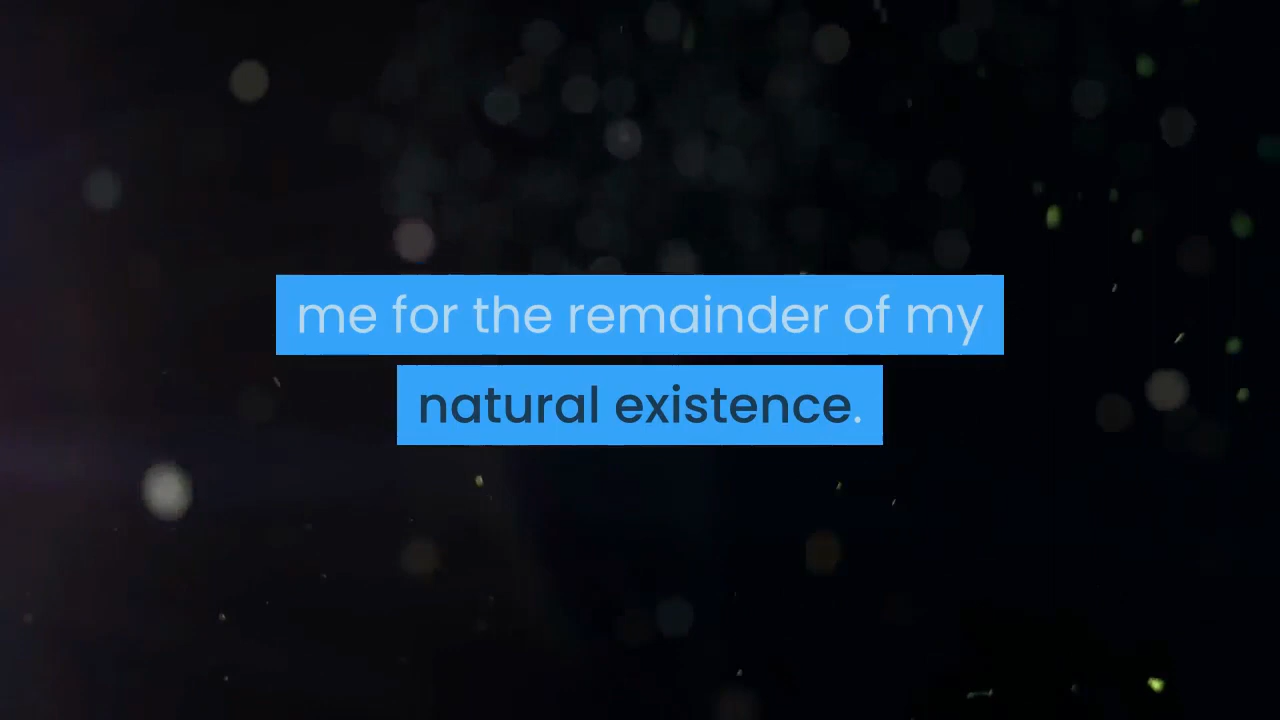 me for the remainder of my
natural existence.